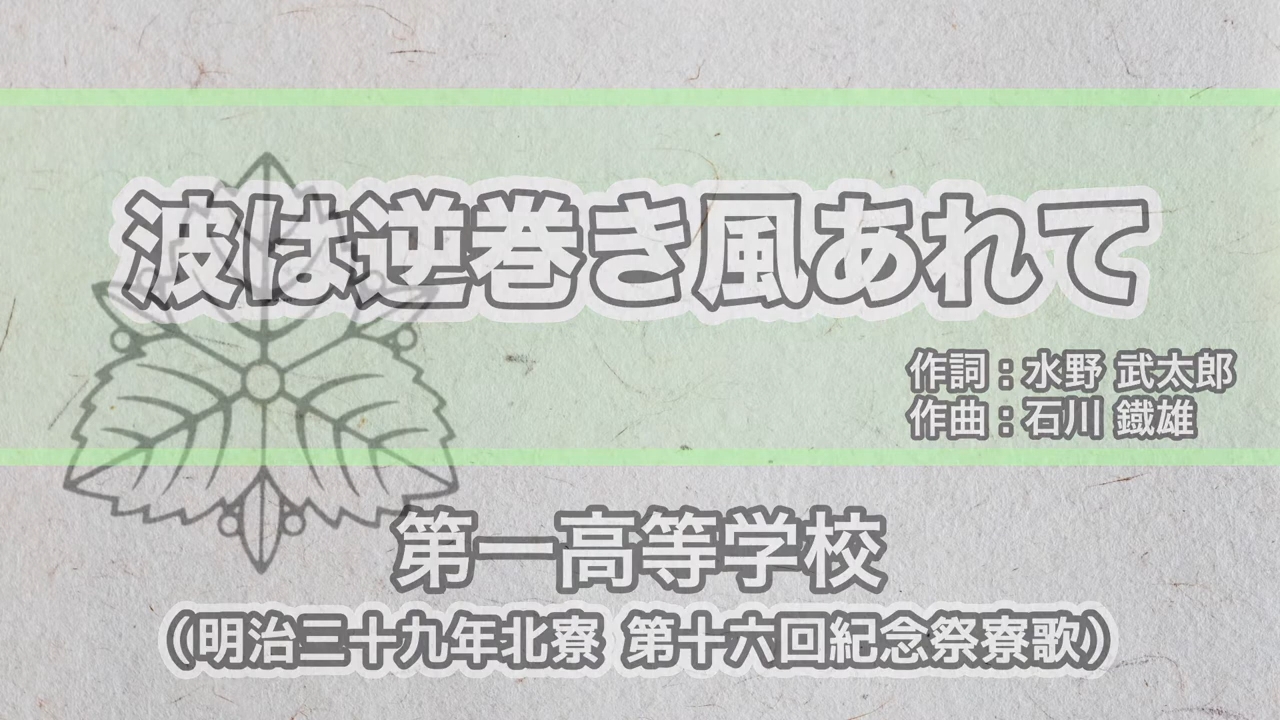 波は逆巻き風あれて
作詞：水野 武太郎
作曲：石川 鐵雄
第一高等学校
（明治三十九年北寮 第十六回紀念祭寮歌）